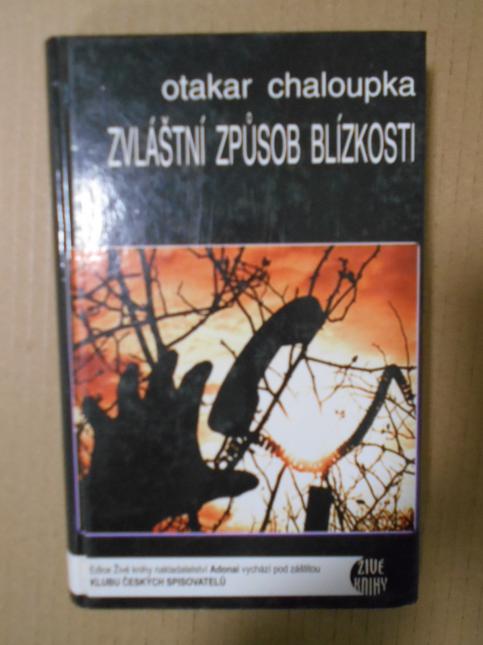 otakar chaloupka
ZVLÁŠTNÍ ZPŮSOB BLÍZKOSTI
Edice Živé knihy nakladatelství Adonai vychází pod záštitou
KLUBU ČESKÝCH SPISOVATELŮ
ŽIVÉ
KNIHY